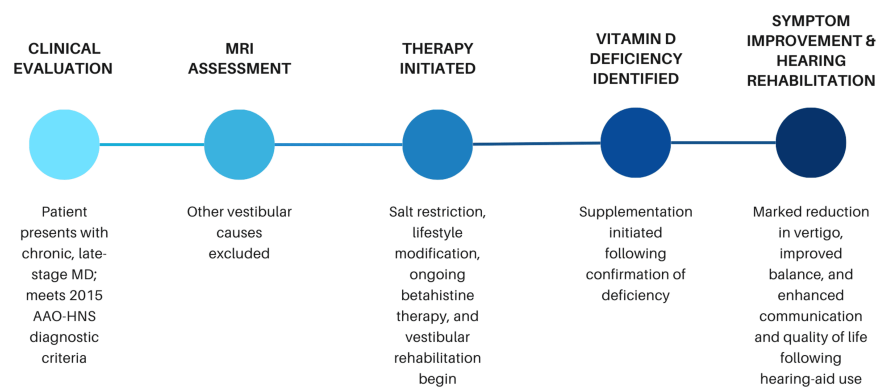 CLINICAL
EVALUATION
Patient
presents with
chronic, late-
stage MD;
meets 2015
AAO-HNS
diagnostic
criteria
MRI
ASSESSMENT
Other vestibular
causes
excluded
THERAPY
INITIATED
Salt restriction,
lifestyle
modification,
ongoing
betahistine
therapy, and
vestibular
rehabilitation
begin
VITAMIN D
DEFICIENCY
IDENTIFIED
Supplementation
initiated
following
confirmation of
deficiency
SYMPTOM
IMPROVEMENT &
HEARING
REHABILITATION
Marked reduction
in vertigo,
improved
balance, and
enhanced
communication
and quality of life
following
hearing-aid use